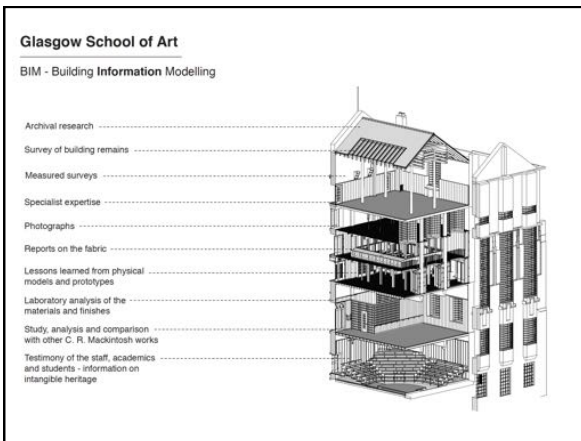 Glasgow School of Art
BIM - Building Information Modelling
Archival research
Survey of building remains
Measured surveys
Specialist expertise
Photographs
Reports on the fabric
Lessons learned from physical
models and prototypes
Laboratory analysis of the
materials and finishes
Study, analysis and comparison
with other C. R. Mackintosh works
Testimony of the staff, academics
and students - information on
intangible heritage